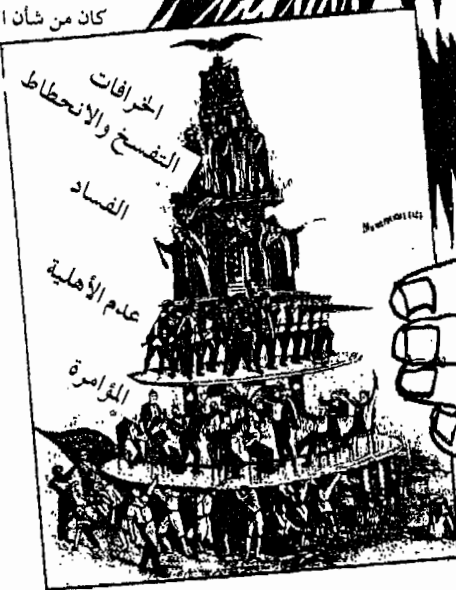 كان من شأن ا
الخرافات
التفسخ والانحطاط
الفساد
عدم الأهلية
المؤامرة